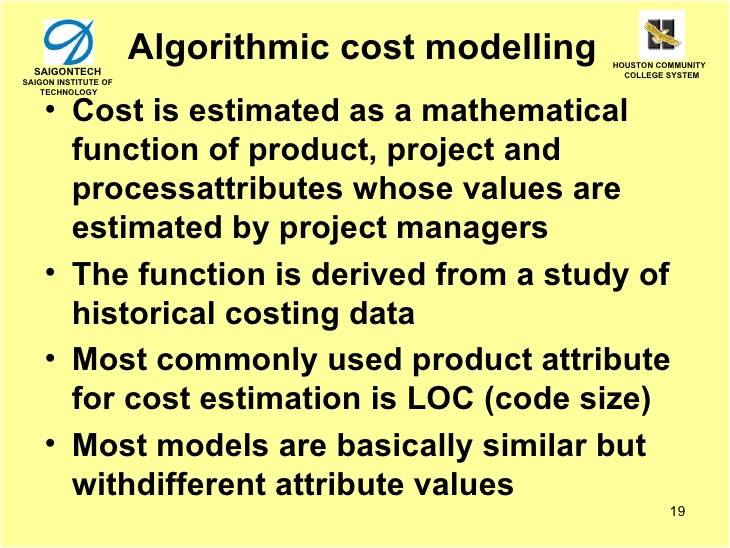 Algorithmic cost modelling
SAIGONTECH
SAIGON INSTITUTE OF
TECHNOLOGY
HOUSTON COMMUNITY
COLLEGE SYSTEM
• Cost is estimated as a mathematical
function of product, project and
processattributes whose values are
estimated by project managers
• The function is derived from a study of
historical costing data
• Most commonly used product attribute
for cost estimation is LOC (code size)
• Most models are basically similar but
withdifferent attribute values
19